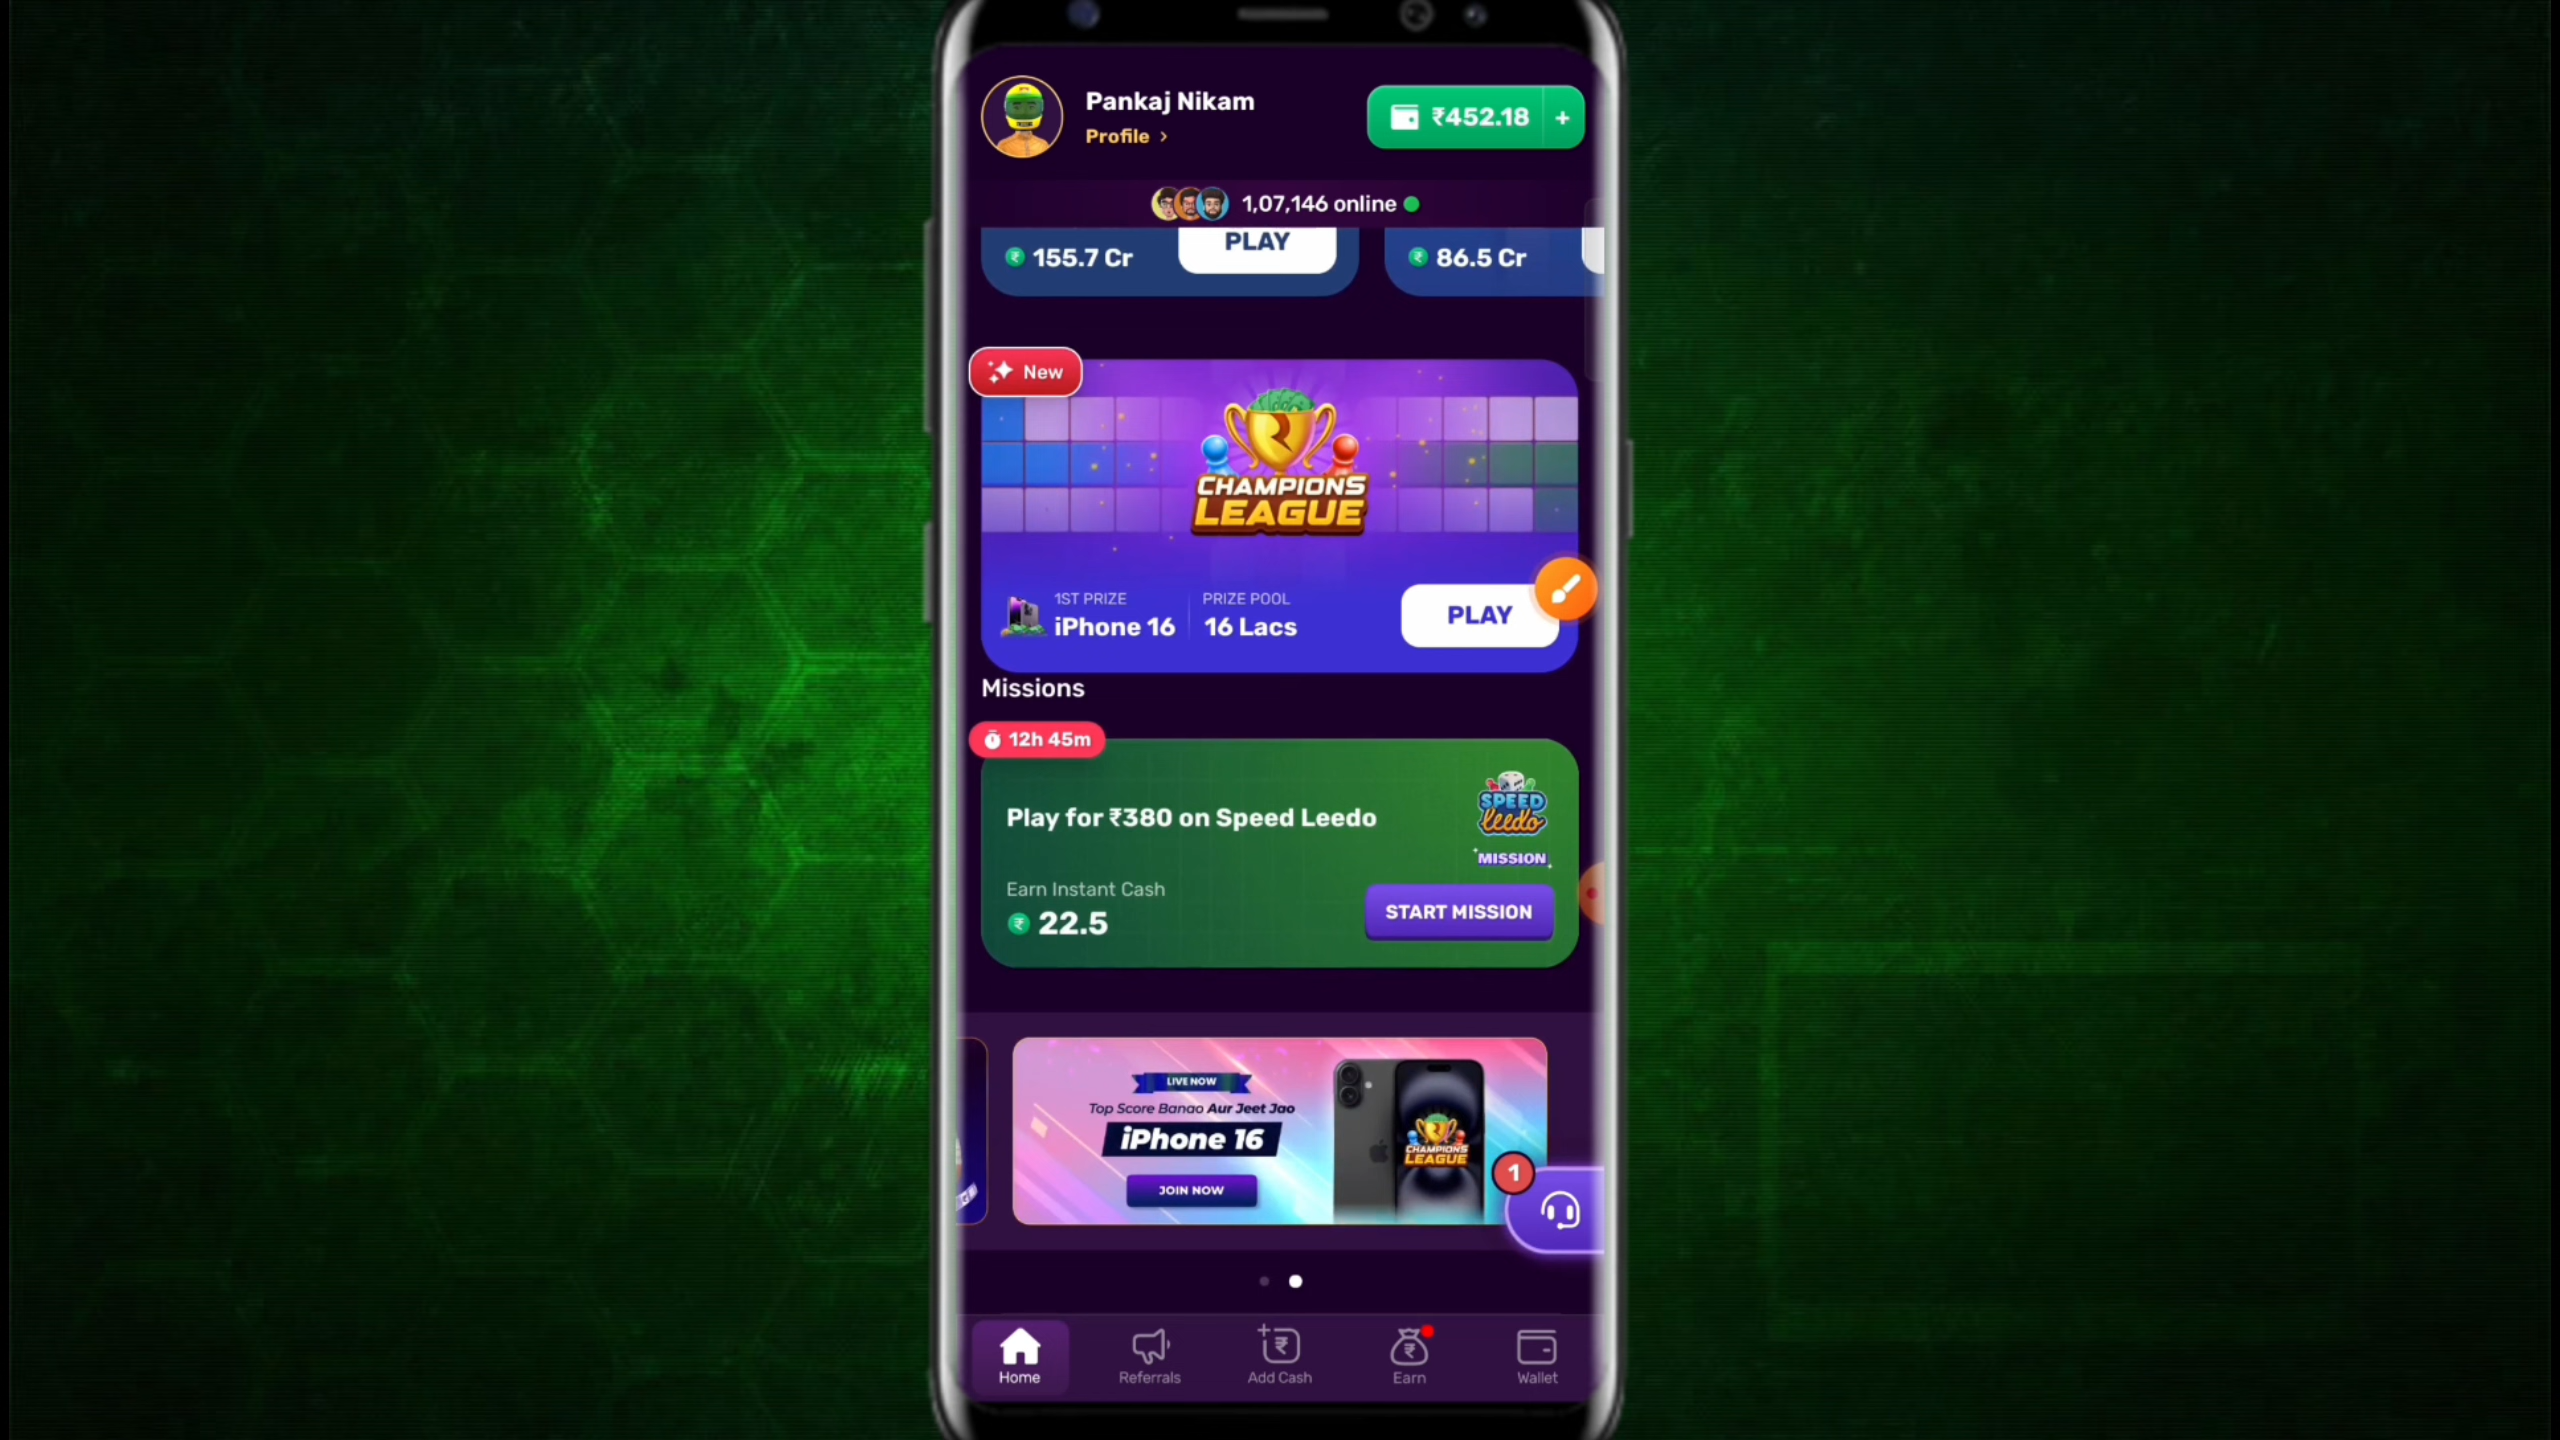 Pankaj Nikam
Profile >
₹452.18 +
1,07,146 online
₹ 155.7 Cr
PLAY
₹ 86.5 Cr
New
CHAMPIONS
LEAGUE
1ST PRIZE
iPhone 16
PRIZE POOL
16 Lacs
PLAY
Missions
12h 45m
Play for ₹380 on Speed Leedo
SPEED
Leedo
MISSION
Earn Instant Cash
₹ 22.5
START MISSION
LIVE NOW
Top Score Banao Aur Jeet Jao
iPhone 16
JOIN NOW
CHAMPIONS
LEAGUE
1
Home
Referrals
Add Cash
Earn
Wallet